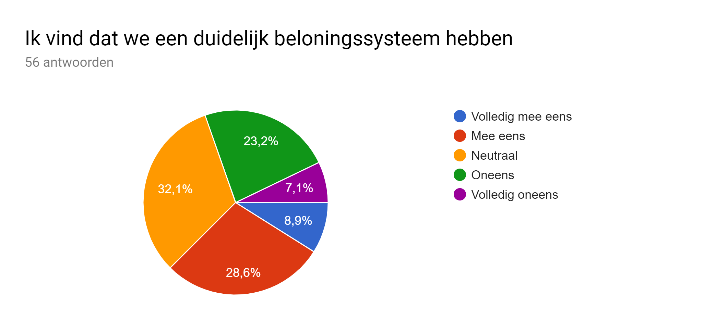 Ik vind dat we een duidelijk beloningssysteem hebben
56 antwoorden
Volledig mee eens
Mee eens
Neutraal
Oneens
Volledig oneens
23,2%
7,1%
32,1%
8,9%
28,6%